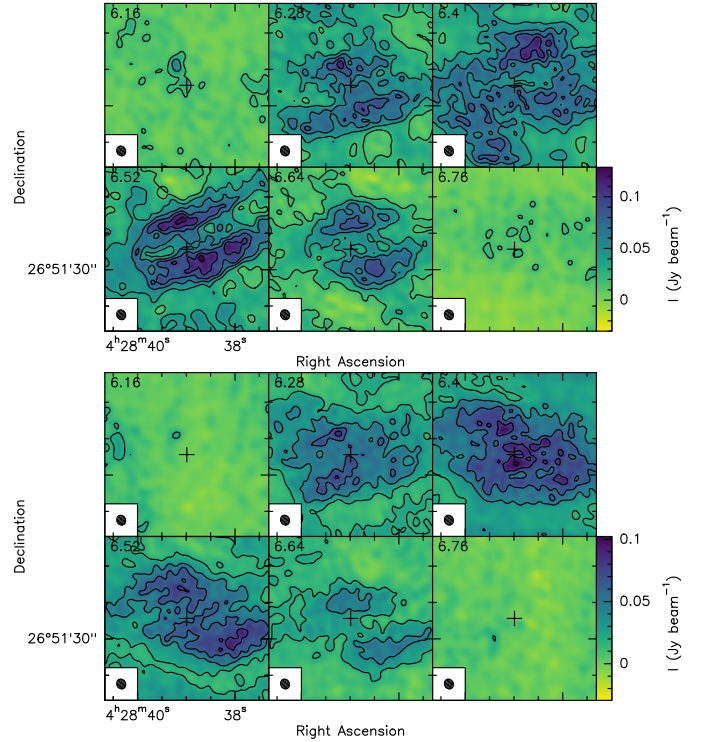 6.16 6.28 6.4
6.52 6.64 6.76
Declination
26°51'30"
4h28m40s 38s
Right Ascension
0.1
0.05
0
I (Jy beam−1)
6.16 6.28 6.4
6.52 6.64 6.76
Declination
26°51'30"
4h28m40s 38s
Right Ascension
0.1
0.05
0
I (Jy beam−1)